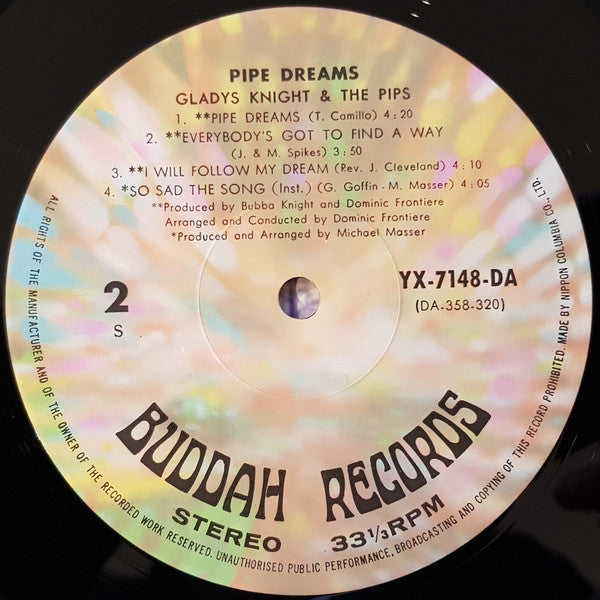 PIPE DREAMS
GLADYS KNIGHT & THE PIPS
1. **PIPE DREAMS (T. Camillo) 4:20
2. **EVERYBODY'S GOT TO FIND A WAY
(J. & M. Spikes) 3:50
3. **I WILL FOLLOW MY DREAM (Rev. J. Cleveland) 4:10
4. *SO SAD THE SONG (Inst.) (G. Goffin-M. Masser) 4:05
**Produced by Bubba Knight and Dominic Frontiere
Arranged and Conducted by Dominic Frontiere
*Produced and Arranged by Michael Masser
2
S
YX-7148-DA
(DA-358-320)
BUDDAH RECORDS
STEREO 33⅓RPM
ALL RIGHTS OF THE MANUFACTURER AND OF THE OWNER OF THE RECORDED WORK RESERVED. UNAUTHORISED PUBLIC PERFORMANCE, BROADCASTING AND COPYING OF THIS RECORD PROHIBITED. MADE BY NIPPON COLUMBIA CO., LTD.